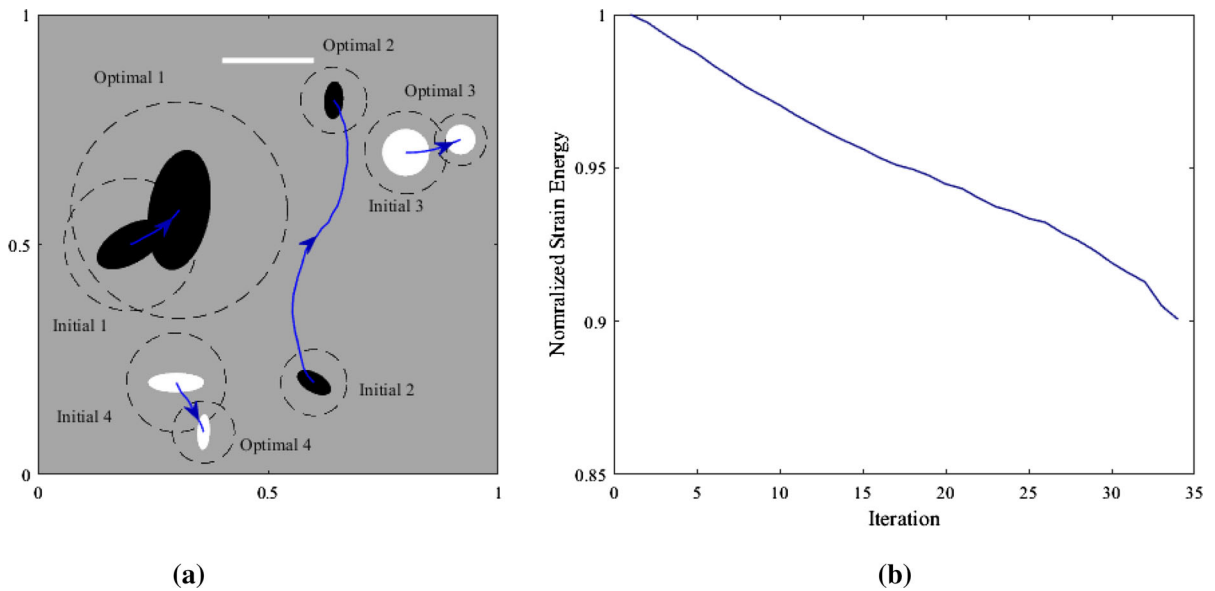 1
Optimal 2
Optimal 1
Optimal 3
Initial 3
Initial 1
0.5
Initial 4
Initial 2
Optimal 4
0
0
0.5
1
(a)
1
0.95
0.9
0.85
Nomralized Strain Energy
0
5
10
15
20
25
30
35
Iteration
(b)